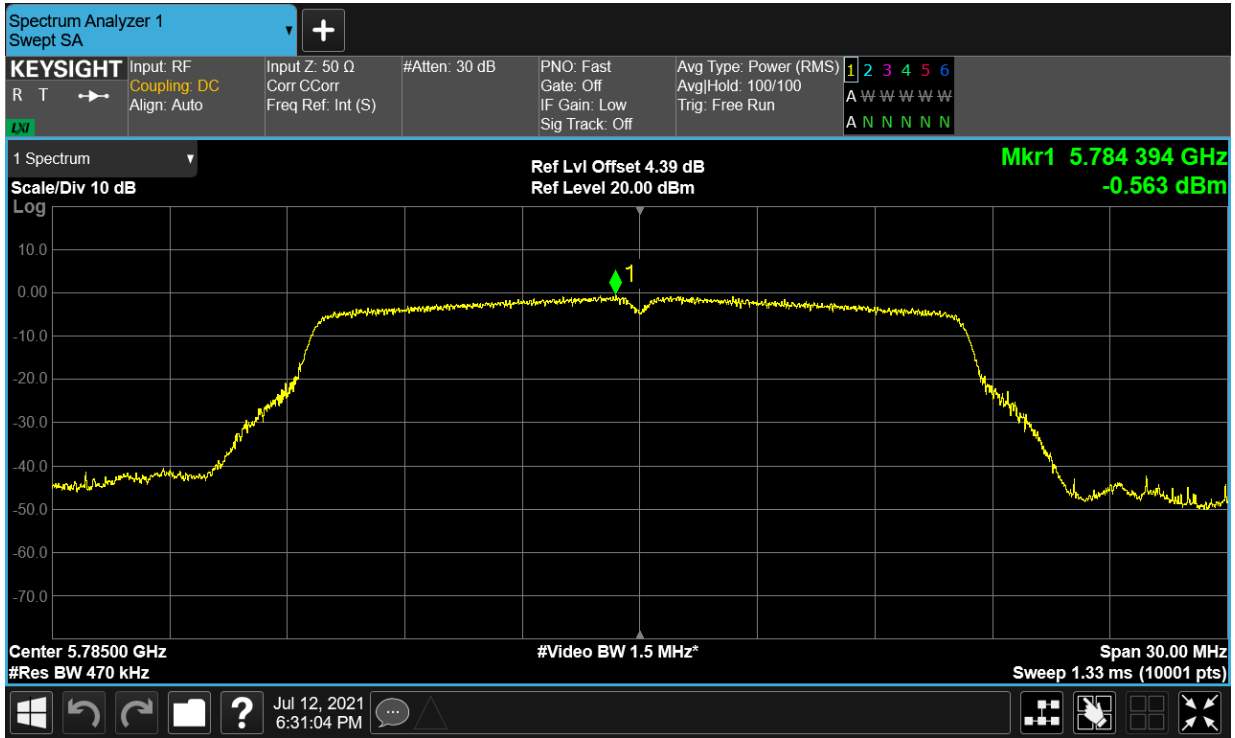 Spectrum Analyzer 1
Swept SA
KEYSIGHT
R T
LXI
Input: RF
Coupling: DC
Align: Auto
Input Z: 50 Ω
Corr CCorr
Freq Ref: Int (S)
#Atten: 30 dB
PNO: Fast
Gate: Off
IF Gain: Low
Sig Track: Off
Avg Type: Power (RMS)
Avg|Hold: 100/100
Trig: Free Run
1 2 3 4 5 6
A W W W W W
A N N N N N
1 Spectrum
Scale/Div 10 dB
Log
Ref Lvl Offset 4.39 dB
Ref Level 20.00 dBm
Mkr1 5.784 394 GHz
-0.563 dBm
1
10.0
0.00
-10.0
-20.0
-30.0
-40.0
-50.0
-60.0
-70.0
Center 5.78500 GHz
#Res BW 470 kHz
#Video BW 1.5 MHz*
Span 30.00 MHz
Sweep 1.33 ms (10001 pts)
?
Jul 12, 2021
6:31:04 PM